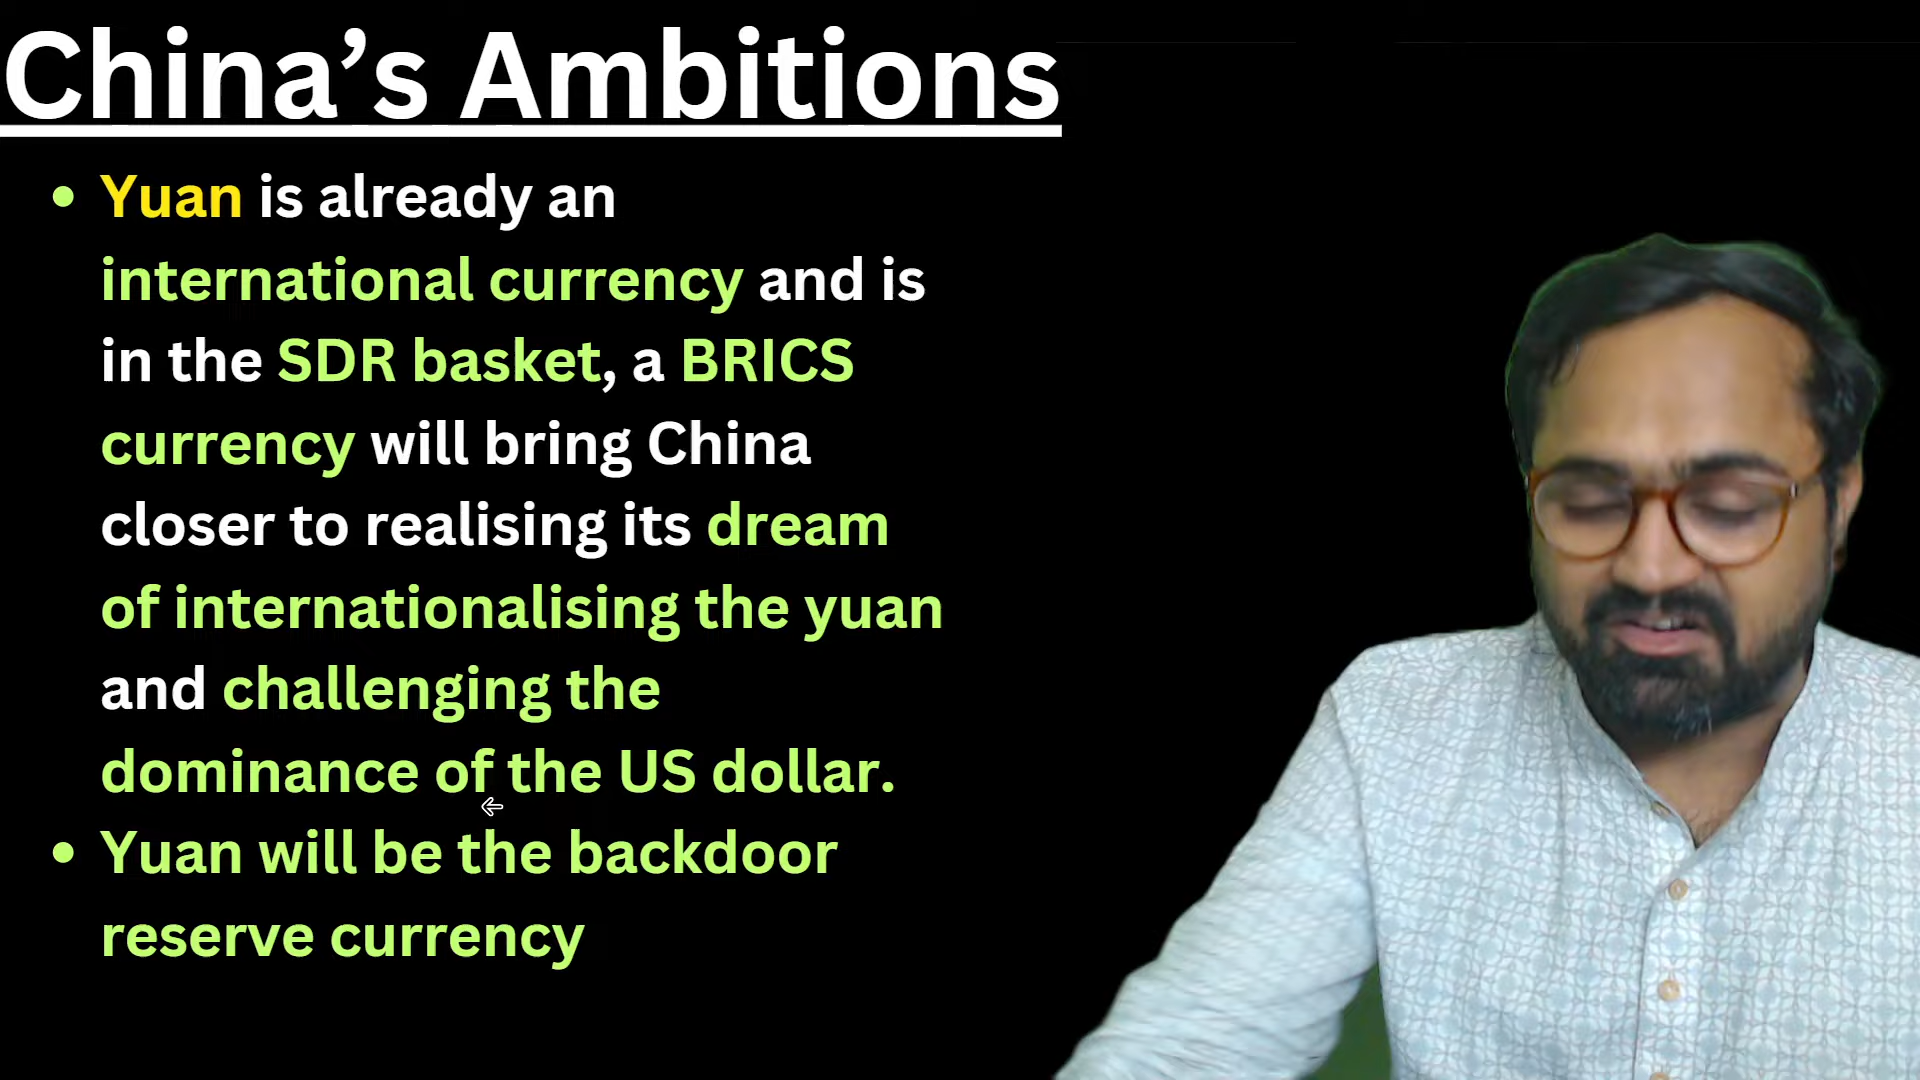 China’s Ambitions
• Yuan is already an
international currency and is
in the SDR basket, a BRICS
currency will bring China
closer to realising its dream
of internationalising the yuan
and challenging the
dominance of the US dollar.
• Yuan will be the backdoor
reserve currency